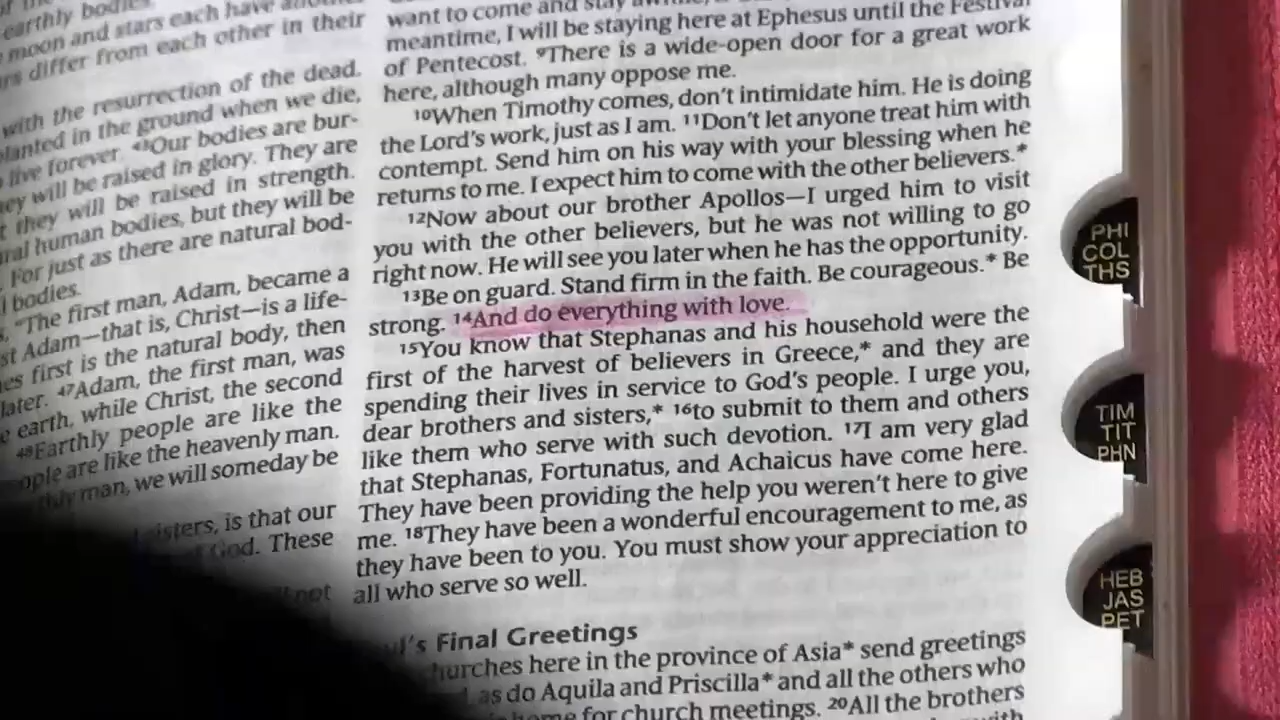 earthly bodies.
moon and stars each have another
differ from each other in their
with the resurrection of the dead.
in the ground when we die,
live forever. 43Our bodies are bur-
will be raised in glory. They are
they will be raised in strength.
human bodies, but they will be
For just as there are natural bod-
bodies.
"The first man, Adam, became a
Adam—that is, Christ—is a life-
first is the natural body, then
later. 47Adam, the first man, was
earth, while Christ, the second
48Earthly people are like the
are like the heavenly man.
man, we will someday be
sisters, is that our
God. These
not
want to come and stay
meantime, I will be staying here at Ephesus until the Festival
of Pentecost. 9There is a wide-open door for a great work
here, although many oppose me.
10When Timothy comes, don't intimidate him. He is doing
the Lord's work, just as I am. 11Don't let anyone treat him with
contempt. Send him on his way with your blessing when he
returns to me. I expect him to come with the other believers.*
12Now about our brother Apollos—I urged him to visit
you with the other believers, but he was not willing to go
right now. He will see you later when he has the opportunity.
13Be on guard. Stand firm in the faith. Be courageous.* Be
strong. 14And do everything with love.
15You know that Stephanas and his household were the
first of the harvest of believers in Greece,* and they are
spending their lives in service to God's people. I urge you,
dear brothers and sisters,* 16to submit to them and others
like them who serve with such devotion. 17I am very glad
that Stephanas, Fortunatus, and Achaicus have come here.
They have been providing the help you weren't here to give
me. 18They have been a wonderful encouragement to me, as
they have been to you. You must show your appreciation to
all who serve so well.
Final Greetings
churches here in the province of Asia* send greetings
as do Aquila and Priscilla* and all the others who
for church meetings. 20All the brothers
with
PHI
COL
THS
TIM
TIT
PHN
HEB
JAS
PET